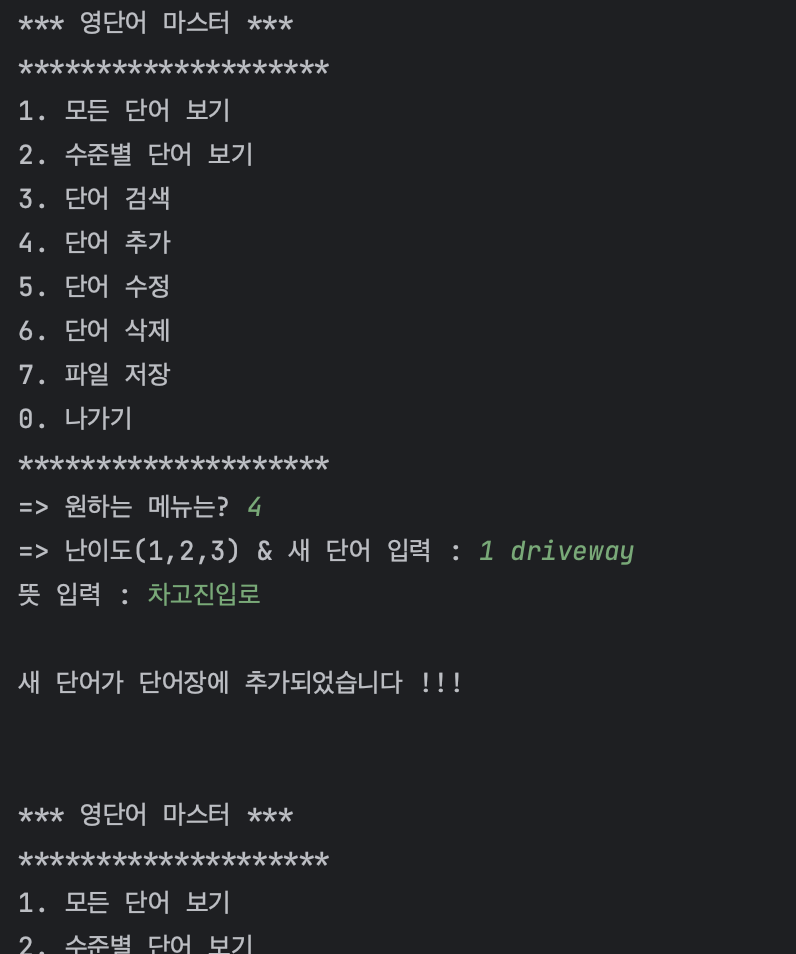 *** 영단어 마스터 ***
********************
1. 모든 단어 보기
2. 수준별 단어 보기
3. 단어 검색
4. 단어 추가
5. 단어 수정
6. 단어 삭제
7. 파일 저장
0. 나가기
********************
=> 원하는 메뉴는? 4
=> 난이도(1,2,3) & 새 단어 입력 : 1 driveway
뜻 입력 : 차고진입로
새 단어가 단어장에 추가되었습니다 !!!
*** 영단어 마스터 ***
********************
1. 모든 단어 보기
2. 수준별 단어 보기